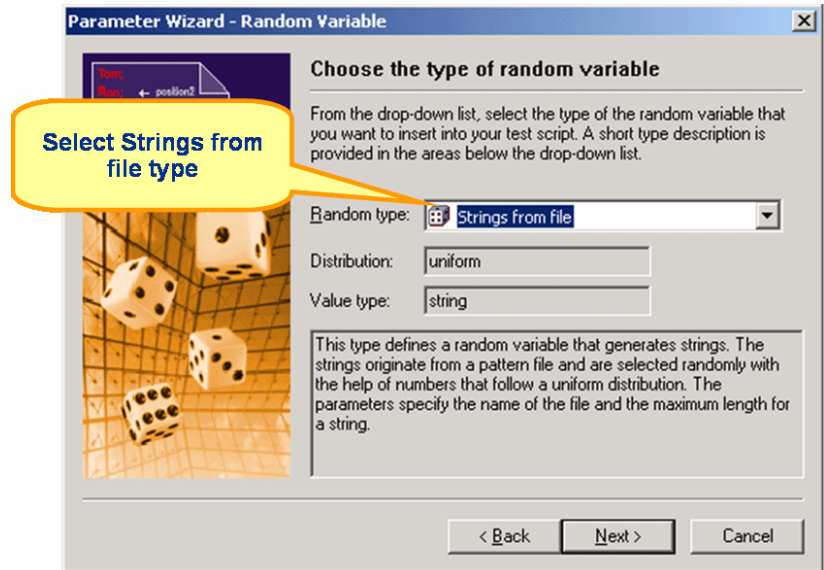 Parameter Wizard - Random Variable
Tom;
Ron;
← position2
Choose the type of random variable
From the drop-down list, select the type of the random variable that
you want to insert into your test script. A short type description is
provided in the areas below the drop-down list.
Select Strings from
file type
Random type:
Strings from file
Distribution:
uniform
Value type:
string
This type defines a random variable that generates strings. The
strings originate from a pattern file and are selected randomly with
the help of numbers that follow a uniform distribution. The
parameters specify the name of the file and the maximum length for
a string.
< Back
Next >
Cancel